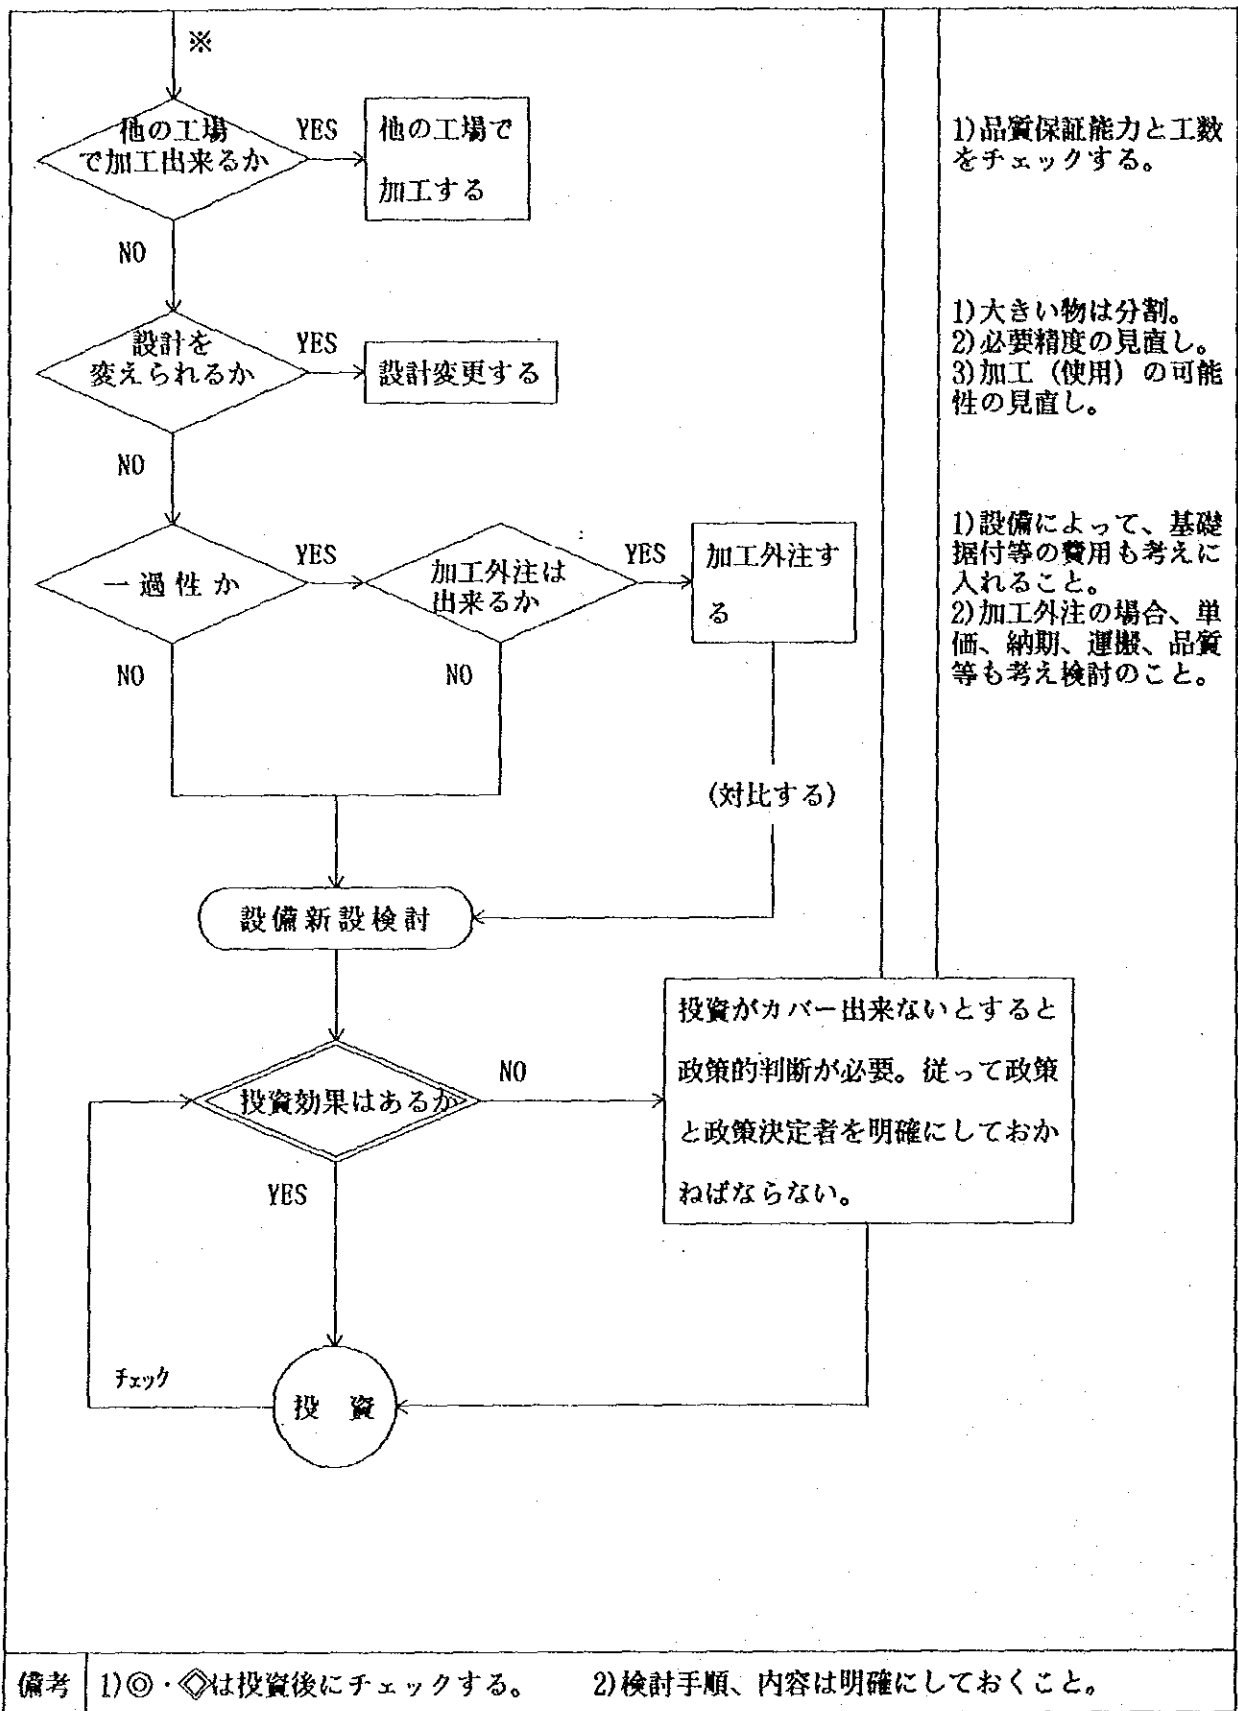 ※
他の工場
で加工出来るか
YES
他の工場で
加工する
1)品質保証能力と工数
をチェックする。
NO
設計を
変えられるか
YES
設計変更する
1)大きい物は分割。
2)必要精度の見直し。
3)加工(使用)の可能
性の見直し。
NO
一過性か
YES
加工外注は
出来るか
YES
加工外注す
る
1)設備によって、基礎
据付等の費用も考えに
入れること。
2)加工外注の場合、単
価、納期、運搬、品質
等も考え検討のこと。
NO
NO
(対比する)
設備新設検討
投資効果はあるか
NO
投資がカバー出来ないとすると
政策的判断が必要。従って政策
と政策決定者を明確にしておか
ねばならない。
YES
チェック
投 資
備考
1)◎・◇は投資後にチェックする。 2)検討手順、内容は明確にしておくこと。